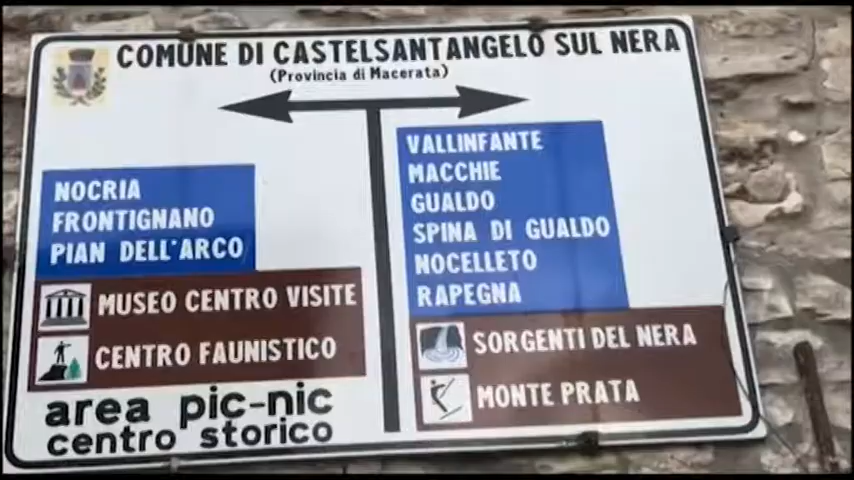 COMUNE DI CASTELSANTANGELO SUL NERA
(Provincia di Macerata)
NOCRIA
FRONTIGNANO
PIAN DELL'ARCO
MUSEO CENTRO VISITE
CENTRO FAUNISTICO
area pic-nic
centro storico
VALLINFANTE
MACCHIE
GUALDO
SPINA DI GUALDO
NOCELLETO
RAPEGNA
SORGENTI DEL NERA
MONTE PRATA